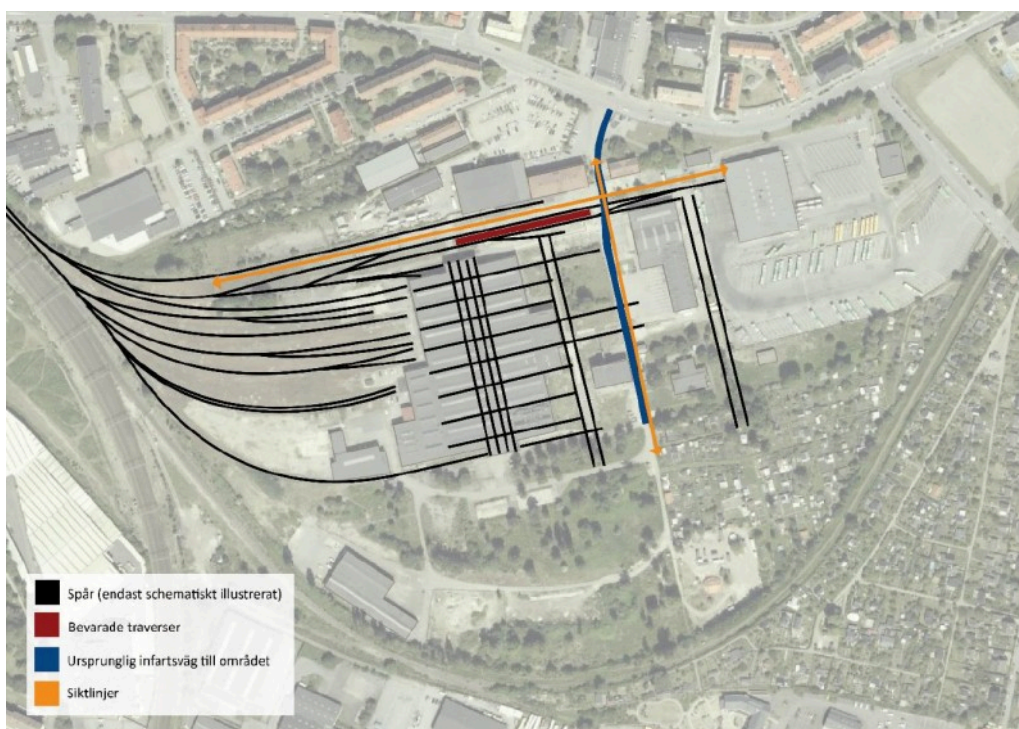 Spår (endast schematiskt illustrerat)
Bevarade traverser
Ursprunglig infartsväg till området
Siktlinjer